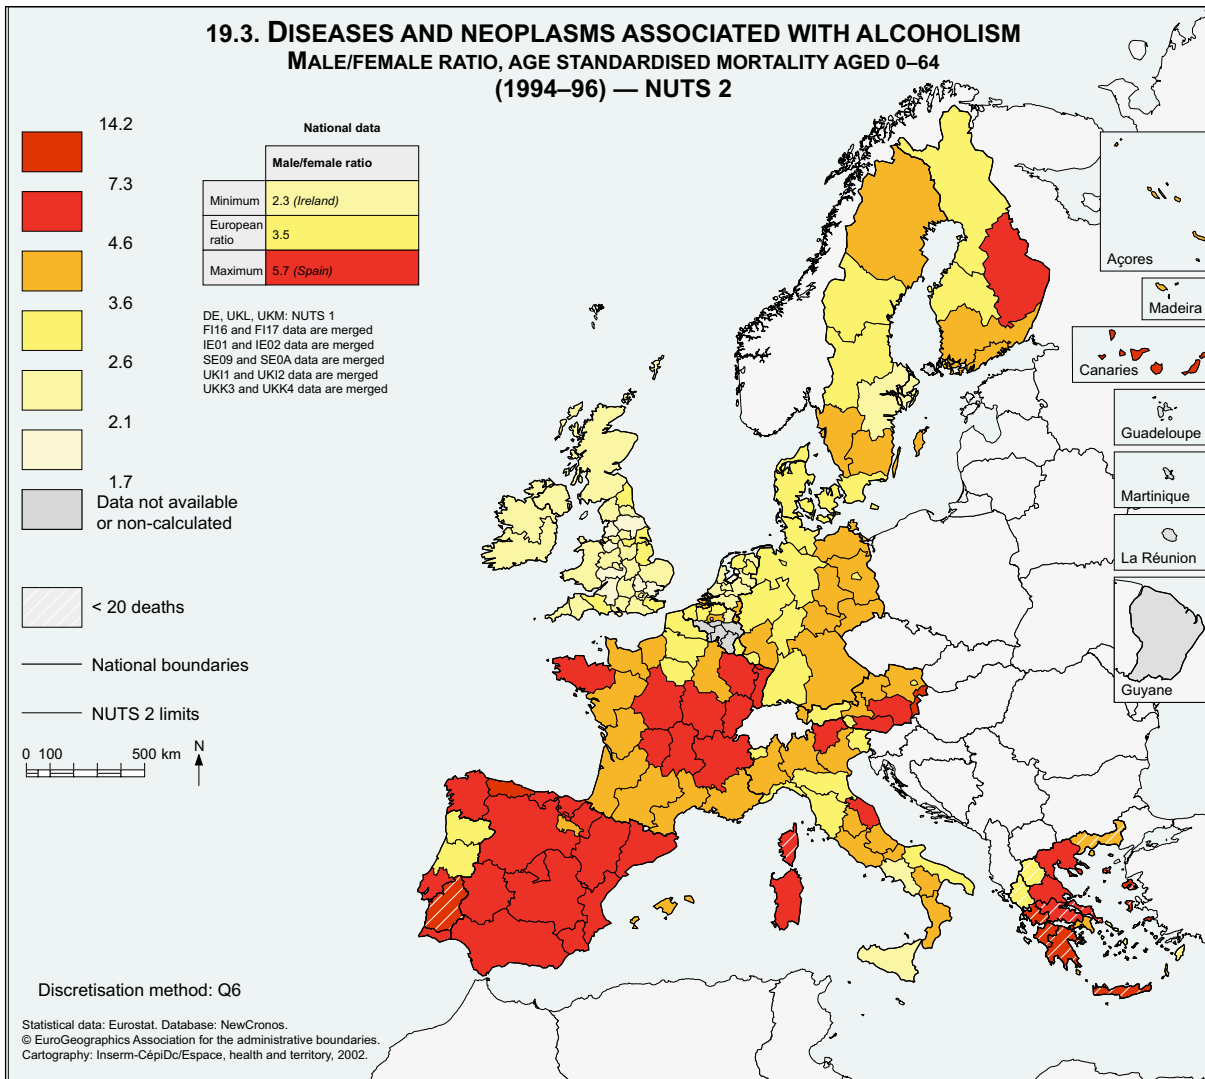 19.3. DISEASES AND NEOPLASMS ASSOCIATED WITH ALCOHOLISM
MALE/FEMALE RATIO, AGE STANDARDISED MORTALITY AGED 0–64
(1994–96) — NUTS 2
14.2
7.3
4.6
3.6
2.6
2.1
1.7
Data not available
or non-calculated
< 20 deaths
National boundaries
NUTS 2 limits
0 100 500 km
N
National data
Male/female ratio
Minimum 2.3 (Ireland)
European ratio 3.5
Maximum 5.7 (Spain)
DE, UKL, UKM: NUTS 1
FI16 and FI17 data are merged
IE01 and IE02 data are merged
SE09 and SE0A data are merged
UKI1 and UKI2 data are merged
UKK3 and UKK4 data are merged
Açores
Madeira
Canaries
Guadeloupe
Martinique
La Réunion
Guyane
Discretisation method: Q6
Statistical data: Eurostat. Database: NewCronos.
© EuroGeographics Association for the administrative boundaries.
Cartography: Inserm-CépiDc/Espace, health and territory, 2002.